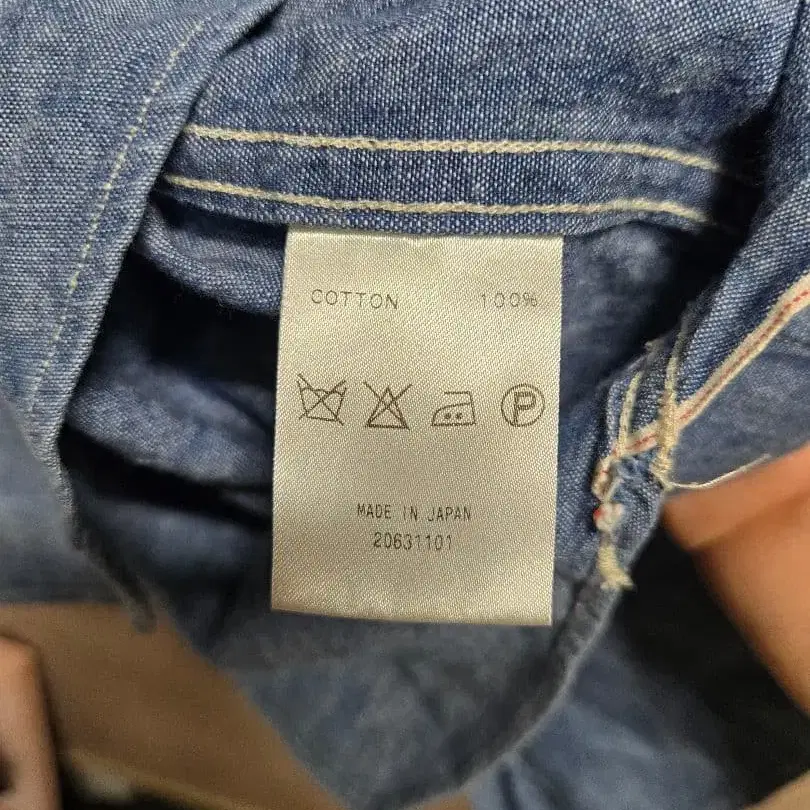 COTTON 100%
P
MADE IN JAPAN
20631101